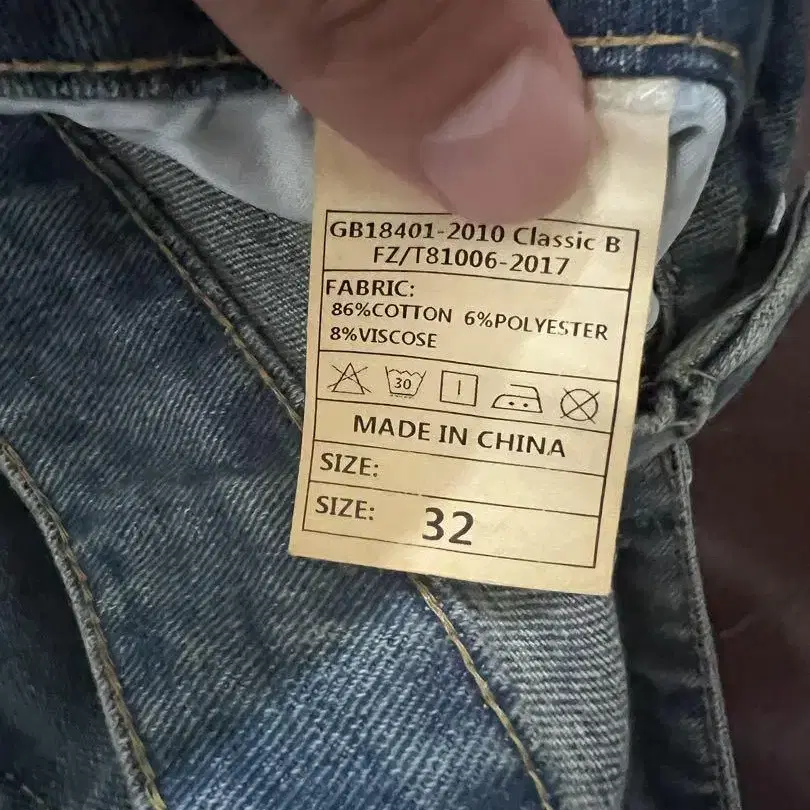 GB18401-2010 Classic B
FZ/T81006-2017
FABRIC:
86%COTTON 6%POLYESTER
8%VISCOSE
30
MADE IN CHINA
SIZE:
SIZE: 32